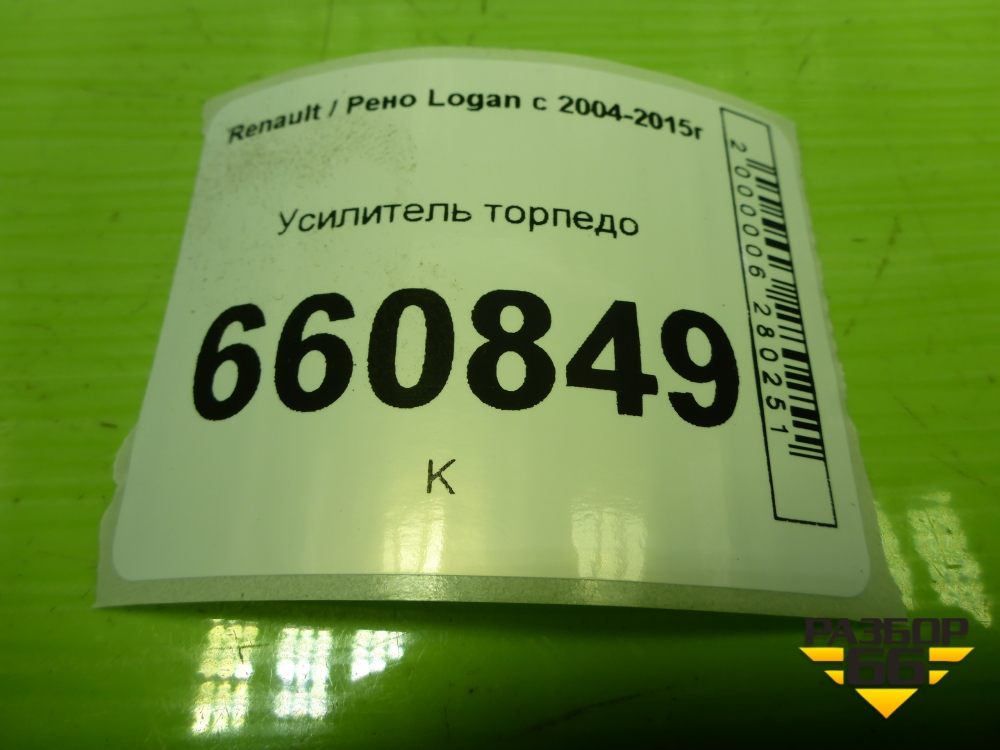 Renault / Рено Logan с 2004-2015г
Усилитель торпедо
660849
К
2000006280251
РАЗБОР
66